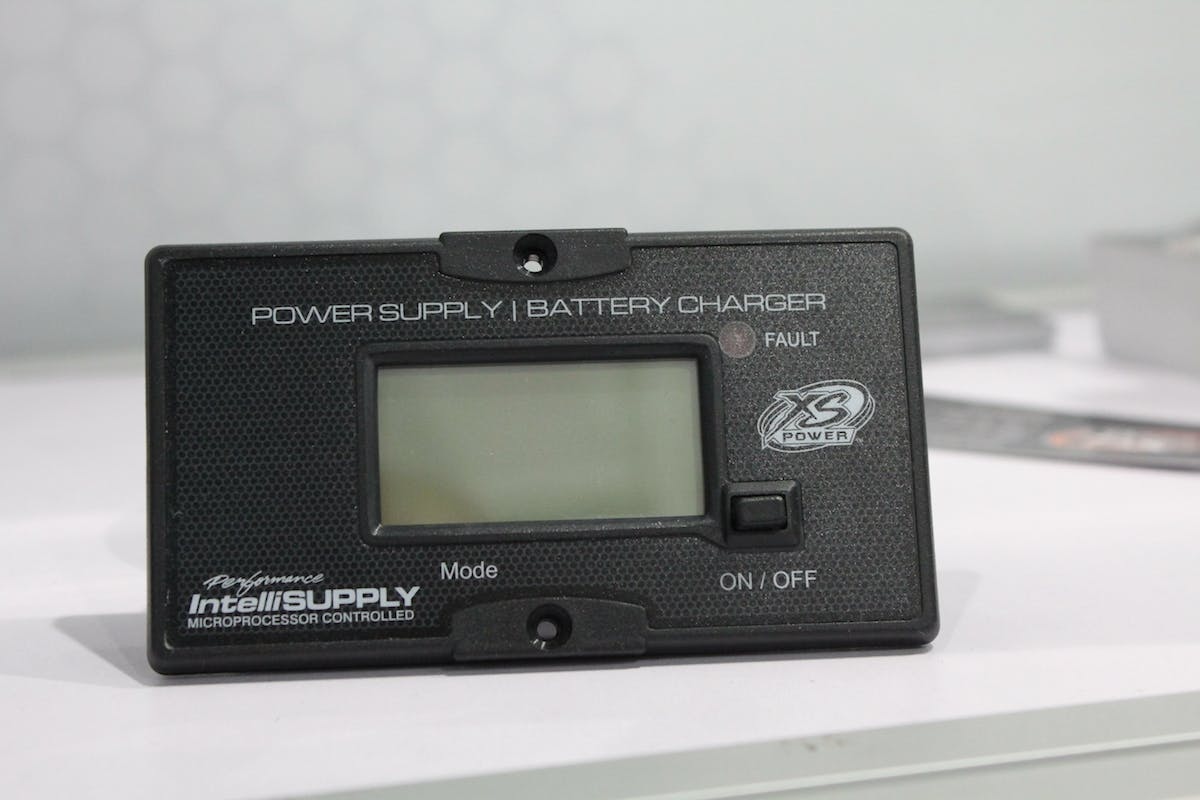 POWER SUPPLY | BATTERY CHARGER
FAULT
XS
POWER
Mode
ON / OFF
Performance
IntelliSUPPLY
MICROPROCESSOR CONTROLLED